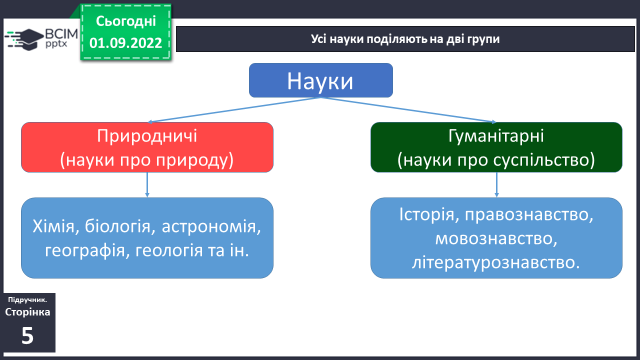 Сьогодні
01.09.2022
ВСІМ
pptx
Усі науки поділяють на дві групи
Науки
Природничі
(науки про природу)
Гуманітарні
(науки про суспільство)
Хімія, біологія, астрономія,
географія, геологія та ін.
Історія, правознавство,
мовознавство,
літературознавство.
Підручник.
Сторінка
5